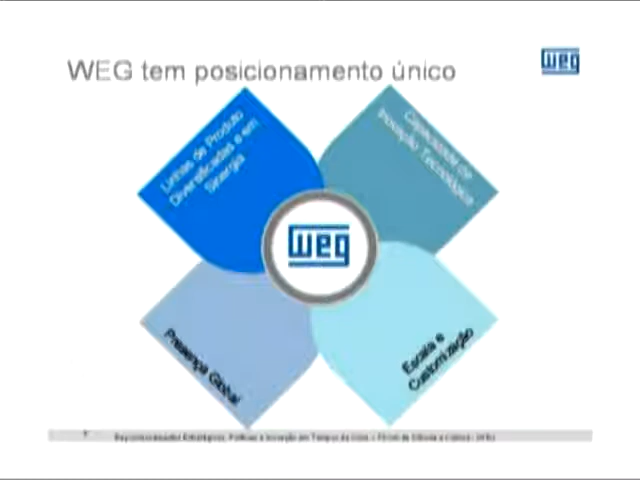 WEG tem posicionamento único
weg
Linhas de Produto
Diversificadas e em
Sinergia
Capacidade de
Inovação Tecnológica
weg
Presença Global
Escala e
Customização